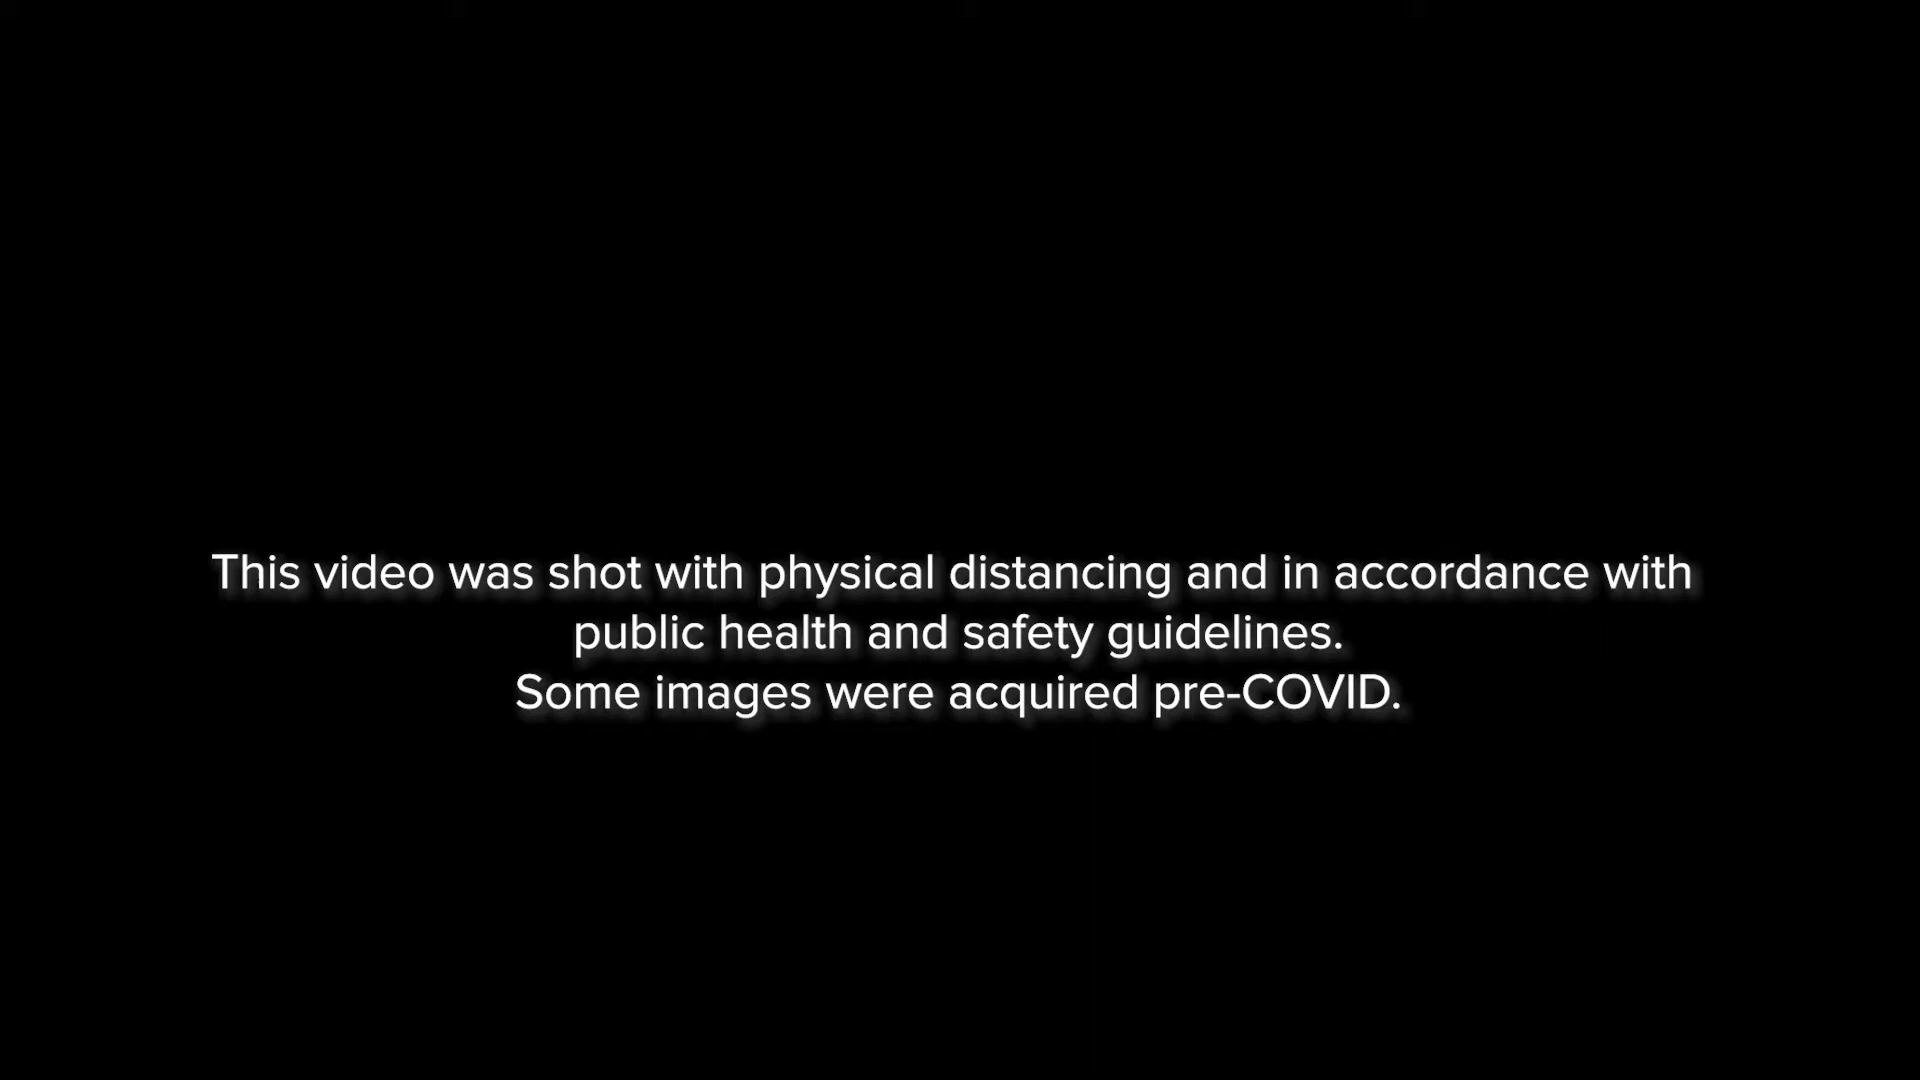 This video was shot with physical distancing and in accordance with
public health and safety guidelines.
Some images were acquired pre-COVID.